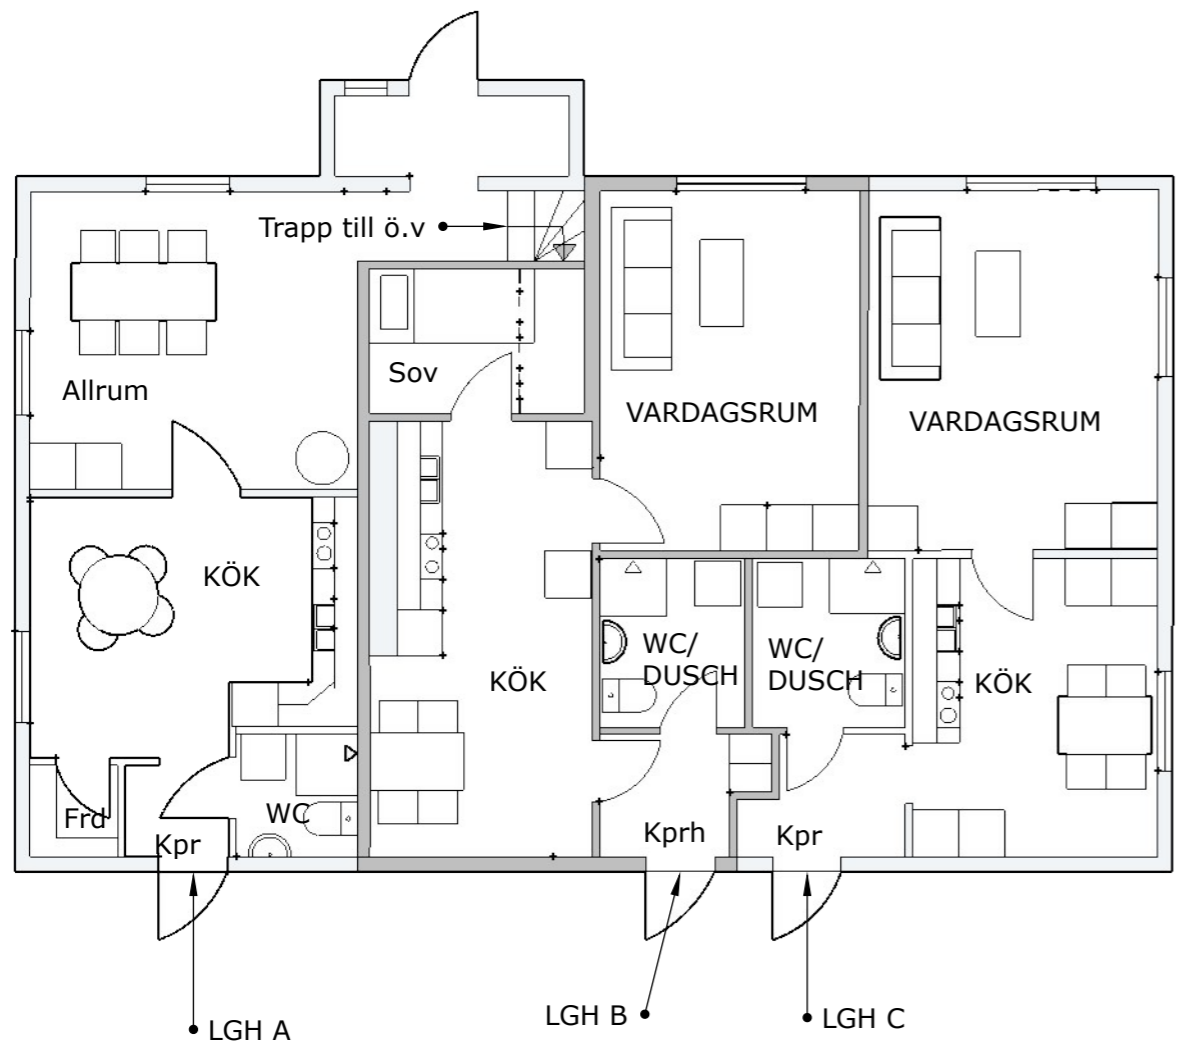 Trapp till ö.v
Sov
Allrum
VARDAGSRUM
VARDAGSRUM
KÖK
WC/
DUSCH
WC/
DUSCH
KÖK
KÖK
Frd
WC
Kpr
Kprh
Kpr
LGH A
LGH B
LGH C